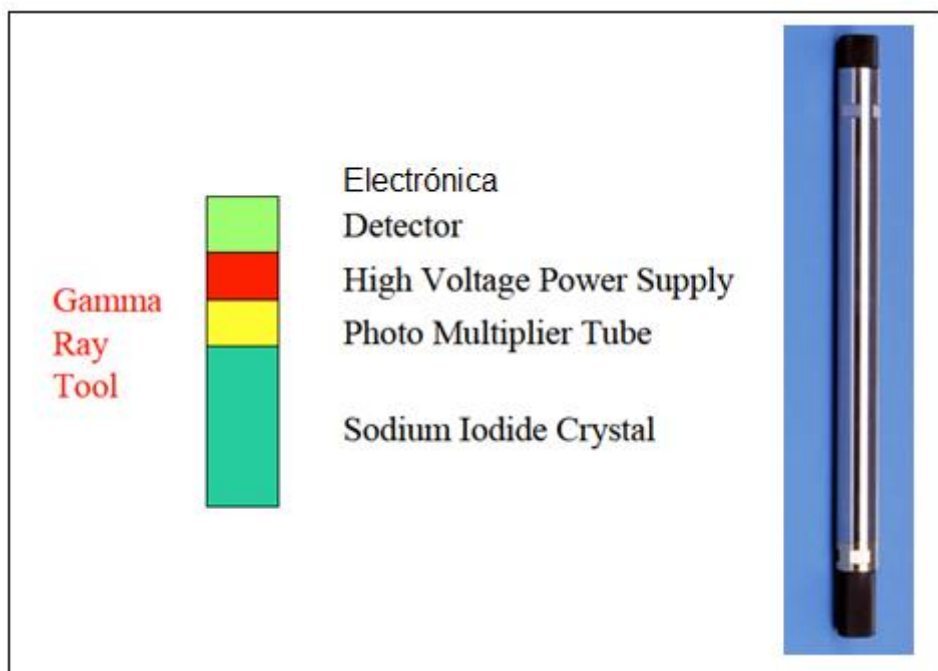 Electrónica
Detector
High Voltage Power Supply
Photo Multiplier Tube
Sodium Iodide Crystal
Gamma
Ray
Tool